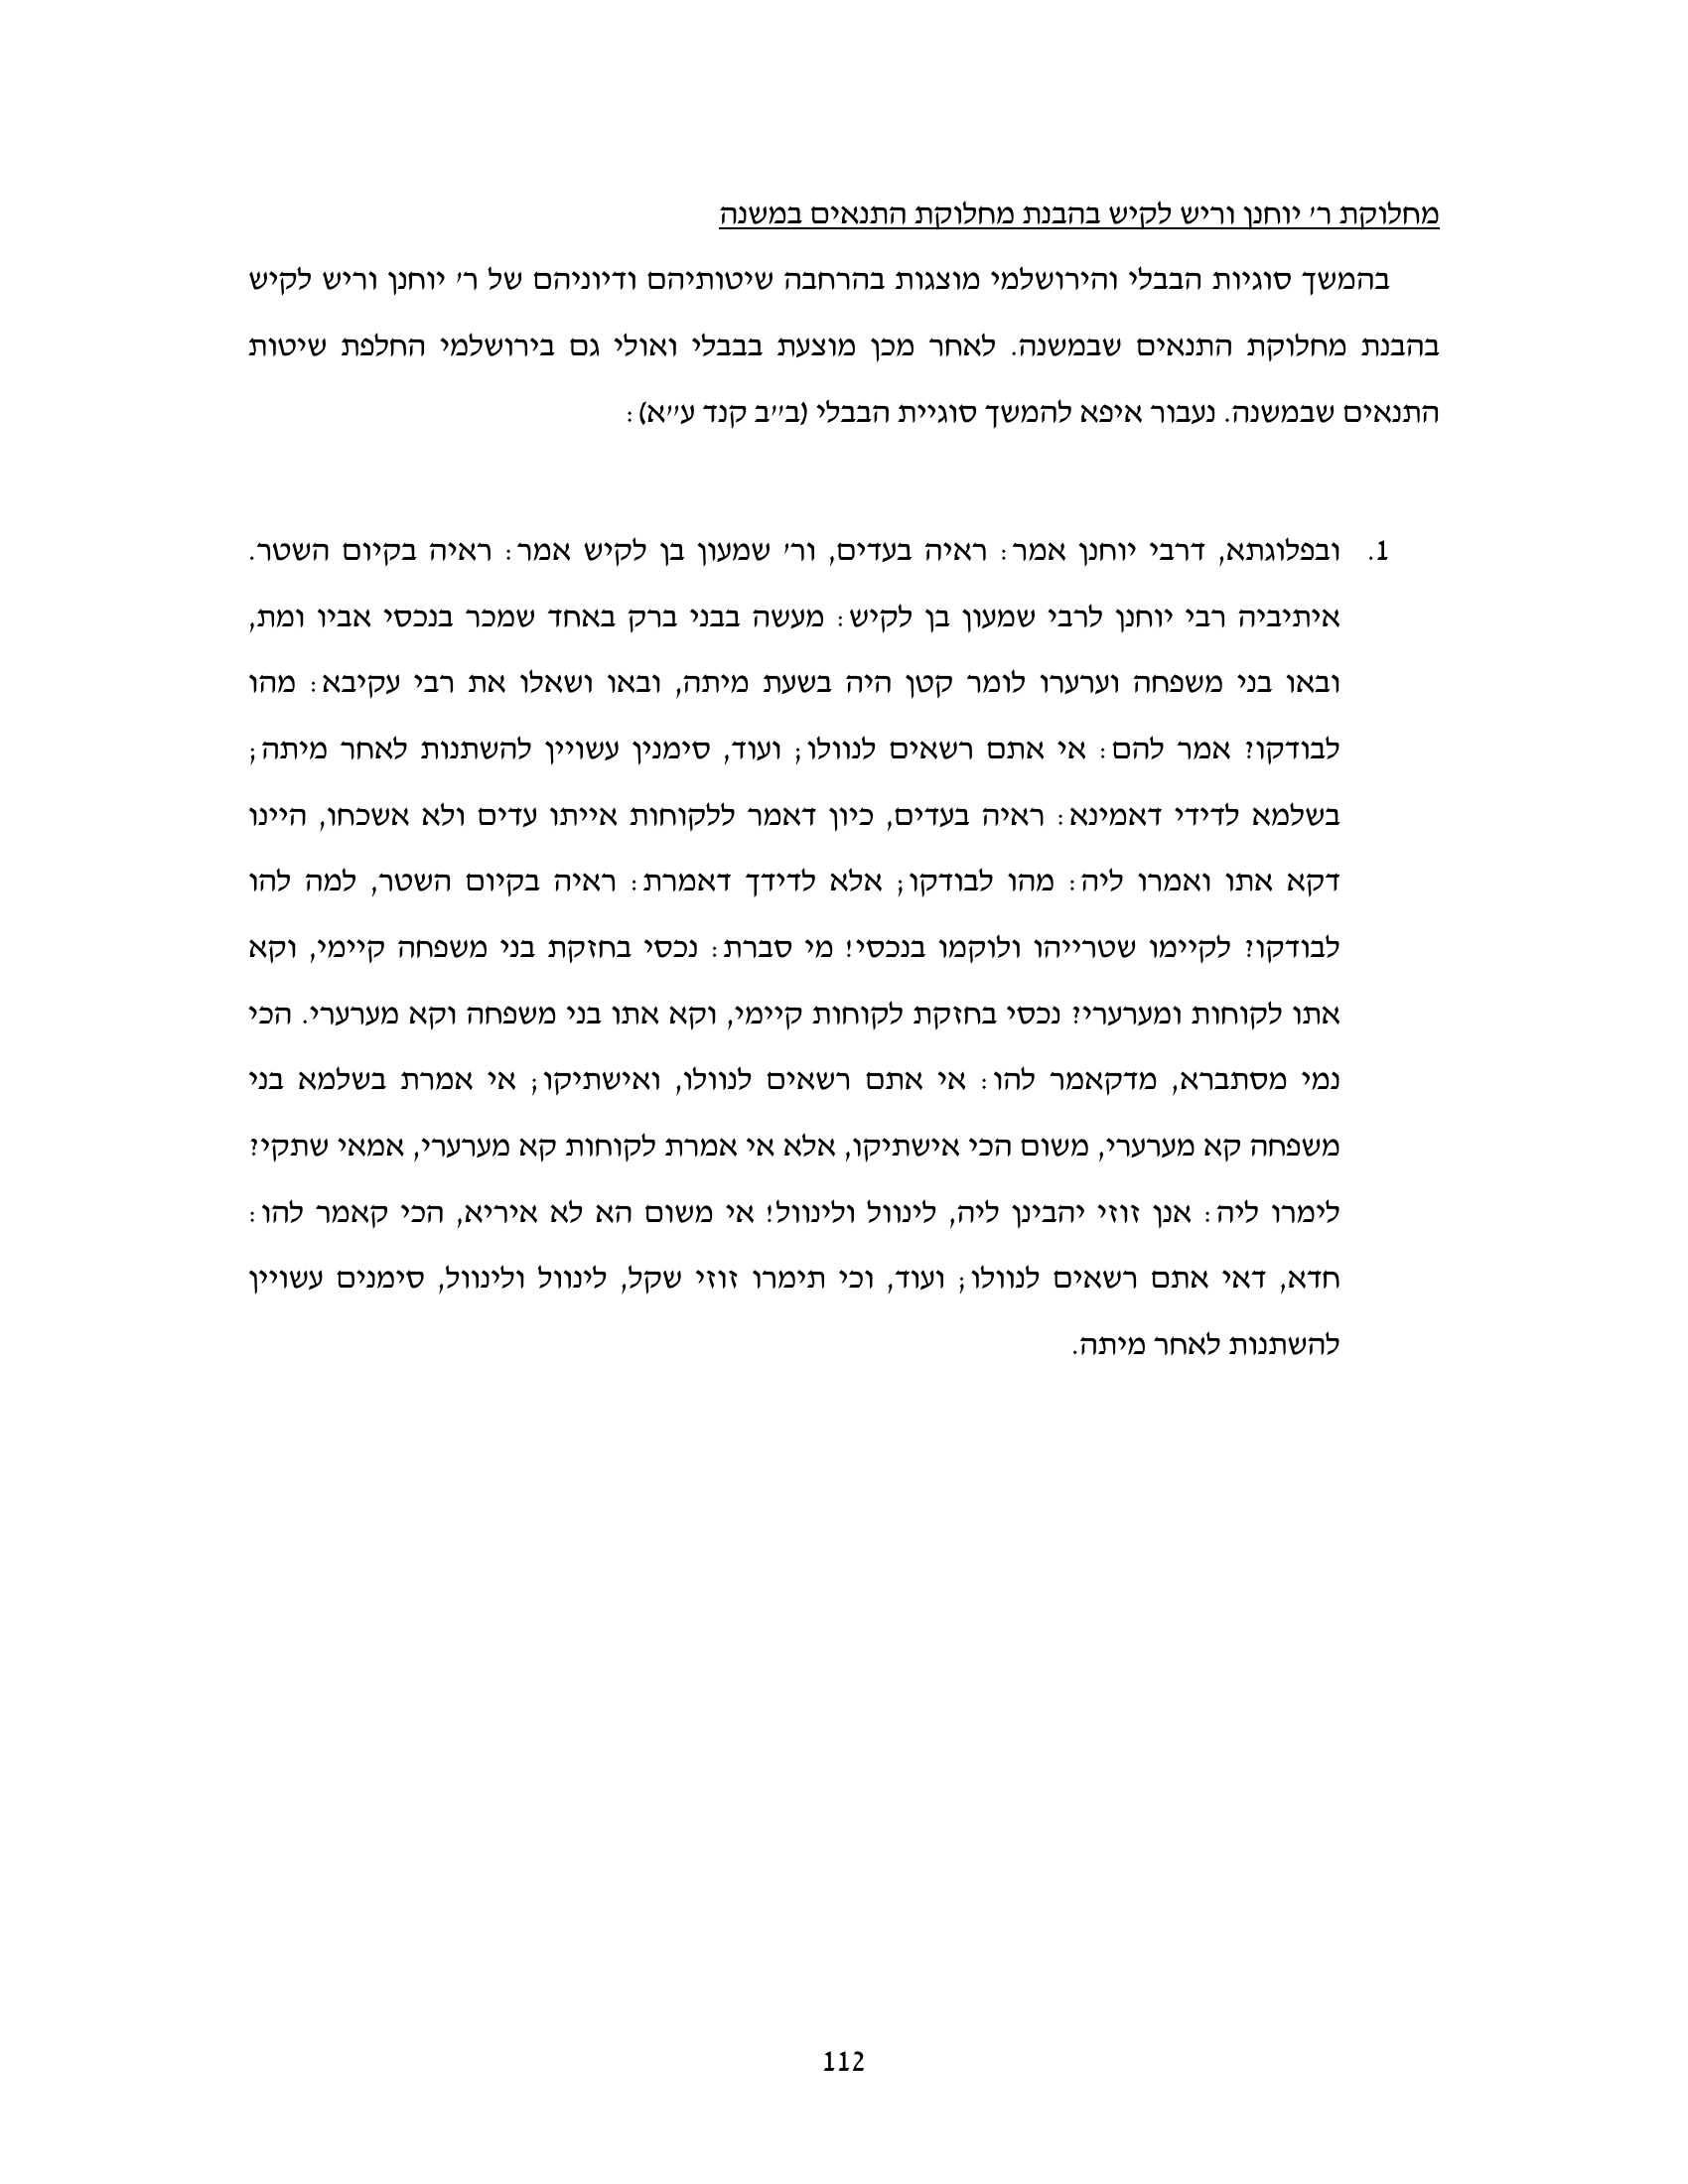 מחלוקת ר' יוחנן וריש לקיש בהבנת מחלוקת התנאים במשנה
בהמשך סוגיות הבבלי והירושלמי מוצגות בהרחבה שיטותיהם ודיוניהם של ר' יוחנן וריש לקיש
בהבנת מחלוקת התנאים שבמשנה. לאחר מכן מוצעת בבבלי ואולי גם בירושלמי החלפת שיטות
התנאים שבמשנה. נעבור איפא להמשך סוגיית הבבלי (ב"ב קנד ע"א):
1. ובפלוגתא, דרבי יוחנן אמר: ראיה בעדים, ור' שמעון בן לקיש אמר: ראיה בקיום השטר.
איתיביה רבי יוחנן לרבי שמעון בן לקיש: מעשה בבני ברק באחד שמכר בנכסי אביו ומת,
ובאו בני משפחה וערערו לומר קטן היה בשעת מיתה, ובאו ושאלו את רבי עקיבא: מהו
לבודקו? אמר להם: אי אתם רשאים לנוולו; ועוד, סימנין עשויין להשתנות לאחר מיתה;
בשלמא לדידי דאמינא: ראיה בעדים, כיון דאמר ללקוחות אייתו עדים ולא אשכחו, היינו
דקא אתו ואמרו ליה: מהו לבודקו; אלא לדידך דאמרת: ראיה בקיום השטר, למה להו
לבודקו? לקיימו שטרייהו ולוקמו בנכסי! מי סברת: נכסי בחזקת בני משפחה קיימי, וקא
אתו לקוחות ומערערי? נכסי בחזקת לקוחות קיימי, וקא אתו בני משפחה וקא מערערי. הכי
נמי מסתברא, מדקאמר להו: אי אתם רשאים לנוולו, ואישתיקו; אי אמרת בשלמא בני
משפחה קא מערערי, משום הכי אישתיקו, אלא אי אמרת לקוחות קא מערערי, אמאי שתקי?
לימרו ליה: אנן זוזי יהבינן ליה, לינוול ולינוול! אי משום הא לא איריא, הכי קאמר להו:
חדא, דאי אתם רשאים לנוולו; ועוד, וכי תימרו זוזי שקל, לינוול ולינוול, סימנים עשויין
להשתנות לאחר מיתה.
112